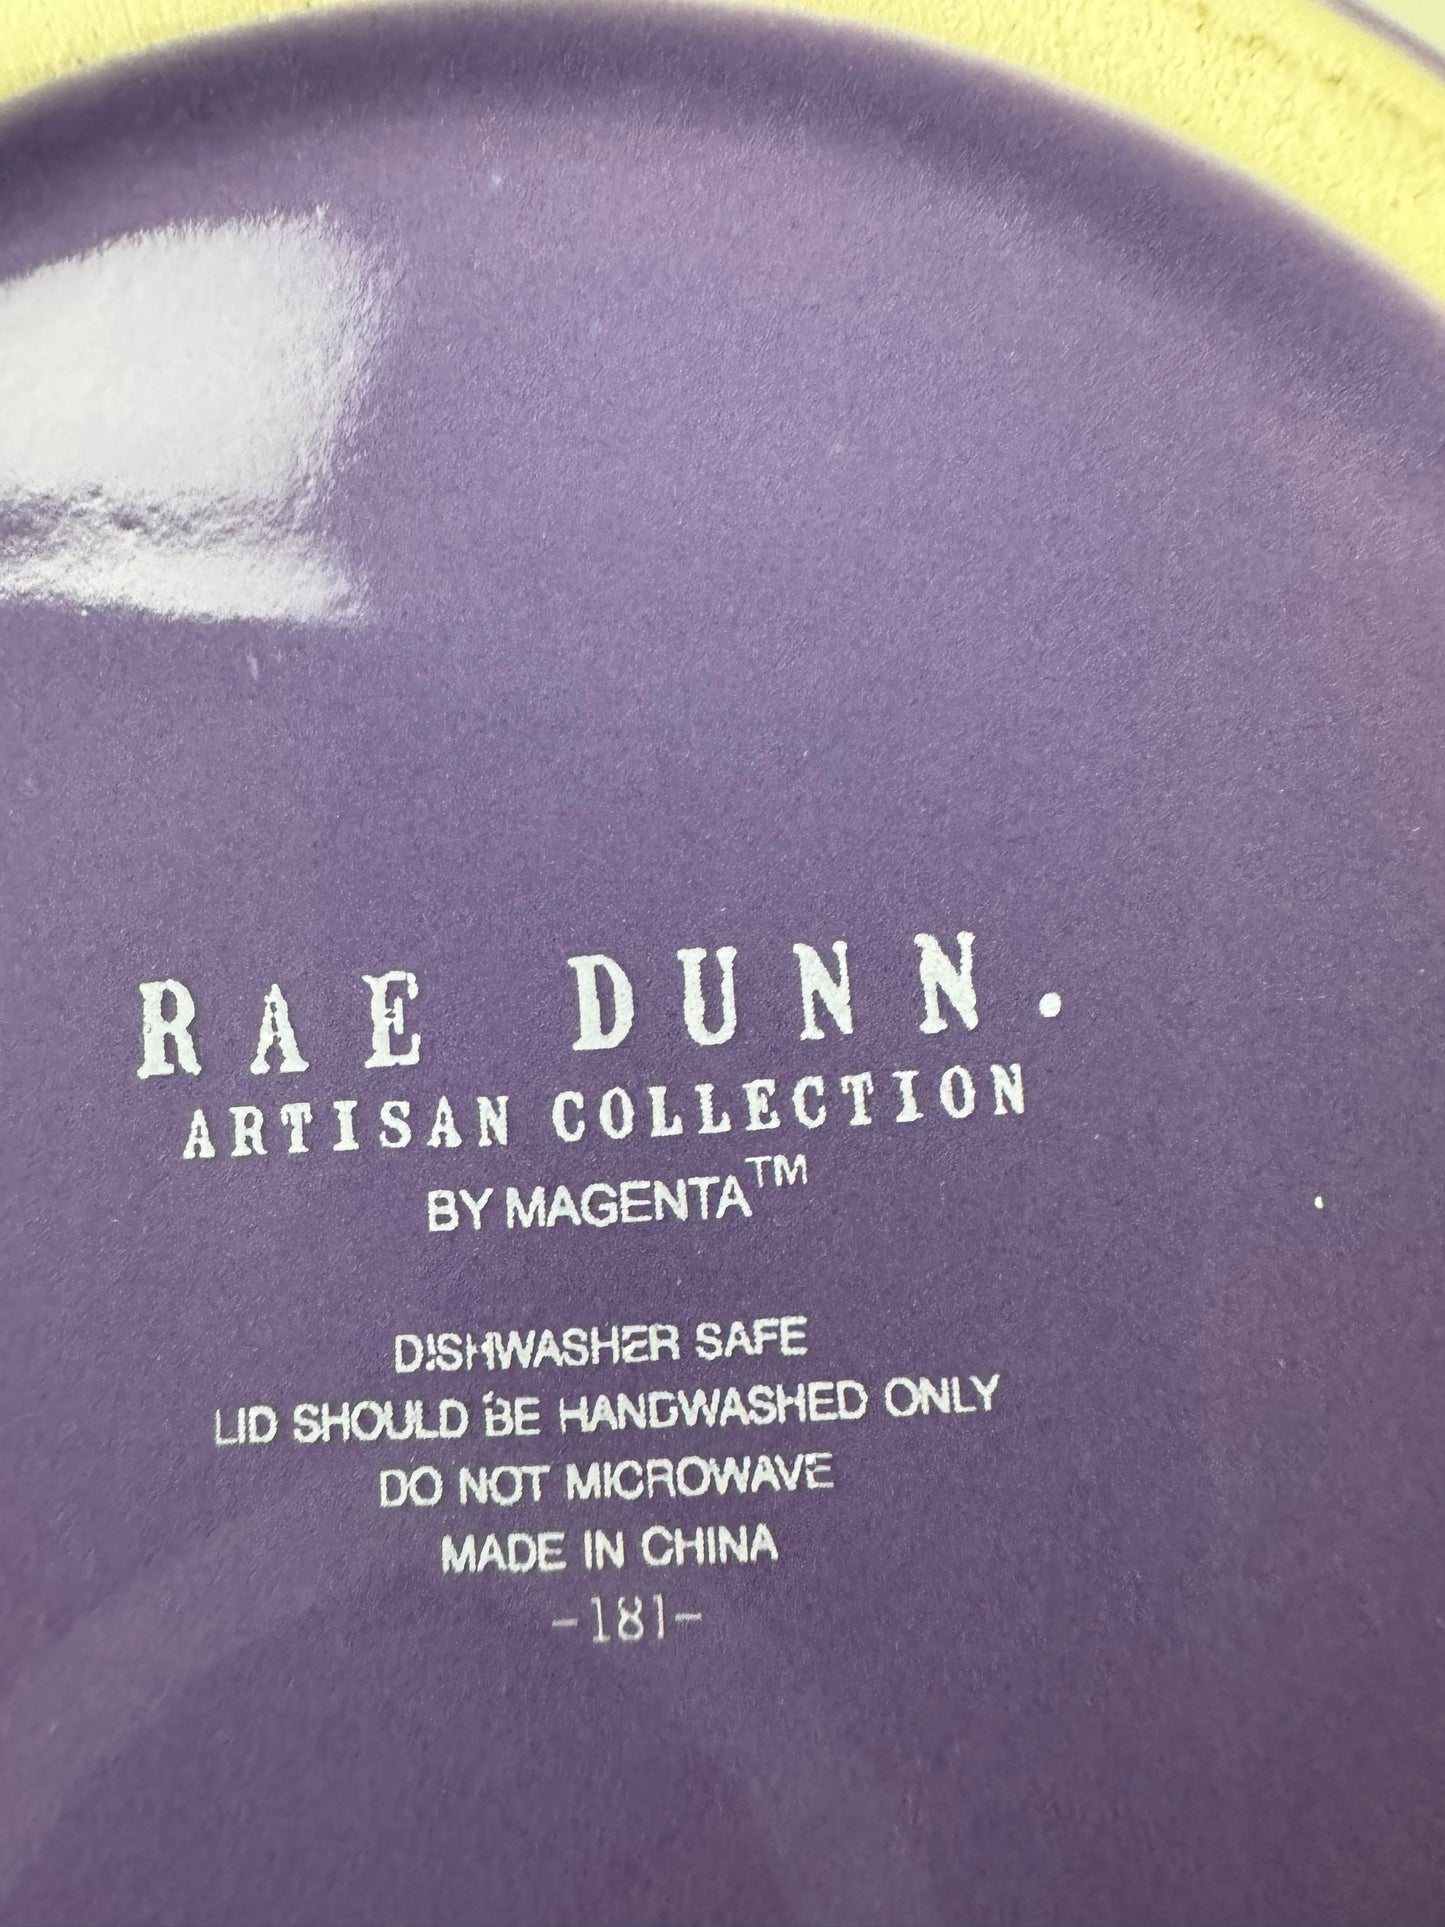 RAE DUNN.
ARTISAN COLLECTION
BY MAGENTA™
DISHWASHER SAFE
LID SHOULD BE HANDWASHED ONLY
DO NOT MICROWAVE
MADE IN CHINA
-181-